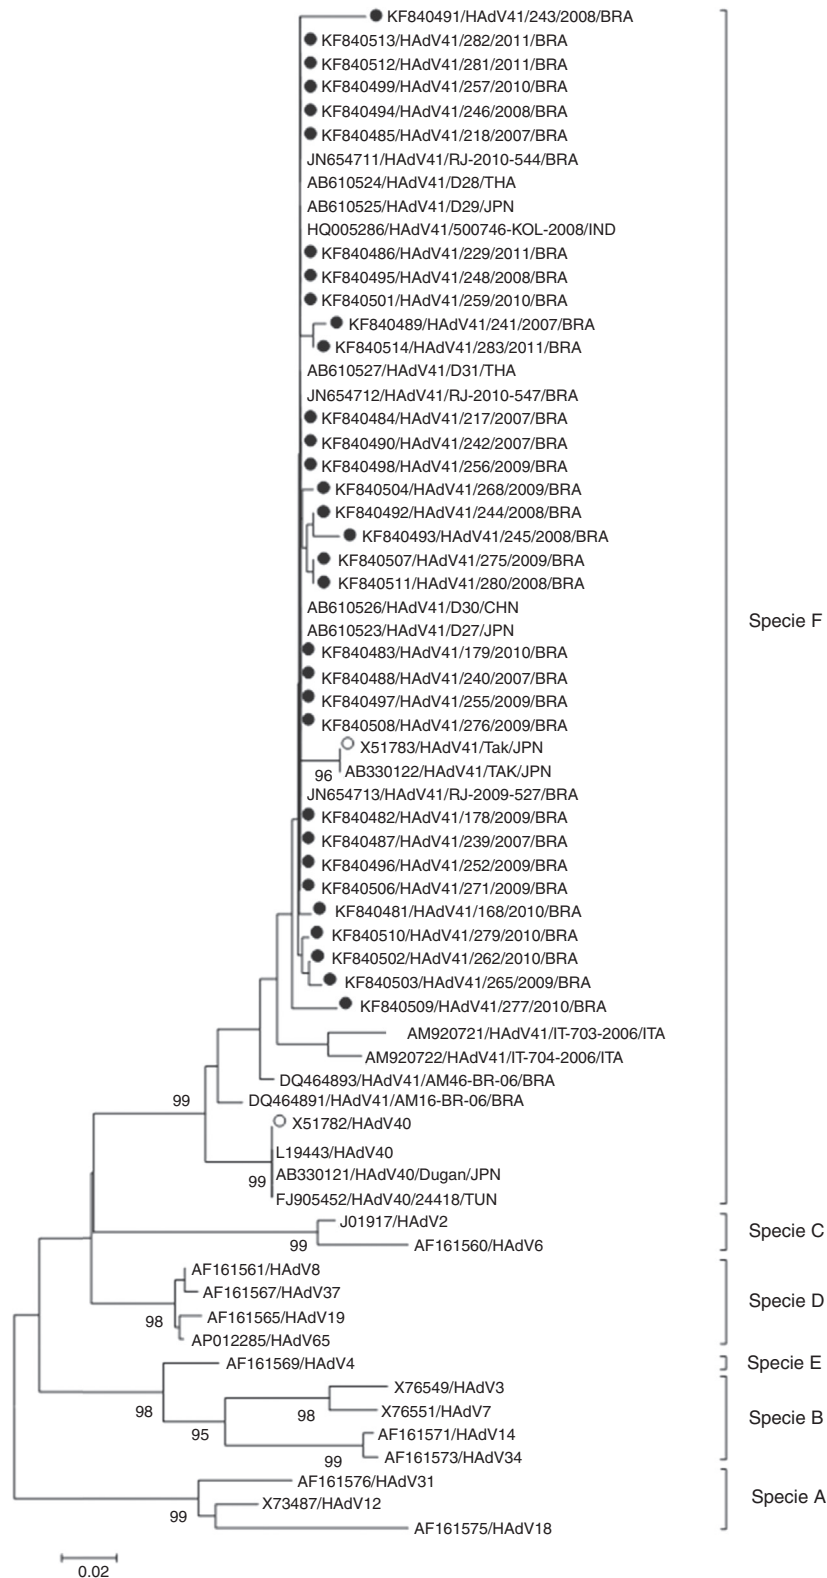 KF840491/HAdV41/243/2008/BRA
KF840513/HAdV41/282/2011/BRA
KF840512/HAdV41/281/2011/BRA
KF840499/HAdV41/257/2010/BRA
KF840494/HAdV41/246/2008/BRA
KF840485/HAdV41/218/2007/BRA
JN654711/HAdV41/RJ-2010-544/BRA
AB610524/HAdV41/D28/THA
AB610525/HAdV41/D29/JPN
HQ005286/HAdV41/500746-KOL-2008/IND
KF840486/HAdV41/229/2011/BRA
KF840495/HAdV41/248/2008/BRA
KF840501/HAdV41/259/2010/BRA
KF840489/HAdV41/241/2007/BRA
KF840514/HAdV41/283/2011/BRA
AB610527/HAdV41/D31/THA
JN654712/HAdV41/RJ-2010-547/BRA
KF840484/HAdV41/217/2007/BRA
KF840490/HAdV41/242/2007/BRA
KF840498/HAdV41/256/2009/BRA
KF840504/HAdV41/268/2009/BRA
KF840492/HAdV41/244/2008/BRA
KF840493/HAdV41/245/2008/BRA
KF840507/HAdV41/275/2009/BRA
KF840511/HAdV41/280/2008/BRA
AB610526/HAdV41/D30/CHN
Specie F
AB610523/HAdV41/D27/JPN
KF840483/HAdV41/179/2010/BRA
KF840488/HAdV41/240/2007/BRA
KF840497/HAdV41/255/2009/BRA
KF840508/HAdV41/276/2009/BRA
X51783/HAdV41/Tak/JPN
96
AB330122/HAdV41/TAK/JPN
JN654713/HAdV41/RJ-2009-527/BRA
KF840482/HAdV41/178/2009/BRA
KF840487/HAdV41/239/2007/BRA
KF840496/HAdV41/252/2009/BRA
KF840506/HAdV41/271/2009/BRA
KF840481/HAdV41/168/2010/BRA
KF840510/HAdV41/279/2010/BRA
KF840502/HAdV41/262/2010/BRA
KF840503/HAdV41/265/2009/BRA
KF840509/HAdV41/277/2010/BRA
AM920721/HAdV41/IT-703-2006/ITA
AM920722/HAdV41/IT-704-2006/ITA
DQ464893/HAdV41/AM46-BR-06/BRA
99
DQ464891/HAdV41/AM16-BR-06/BRA
X51782/HAdV40
L19443/HAdV40
AB330121/HAdV40/Dugan/JPN
99
FJ905452/HAdV40/24418/TUN
J01917/HAdV2
Specie C
99
AF161560/HAdV6
AF161561/HAdV8
AF161567/HAdV37
Specie D
AF161565/HAdV19
98
AP012285/HAdV65
AF161569/HAdV4
Specie E
X76549/HAdV3
98
98
X76551/HAdV7
Specie B
95
AF161571/HAdV14
99
AF161573/HAdV34
AF161576/HAdV31
Specie A
X73487/HAdV12
99
AF161575/HAdV18
0.02